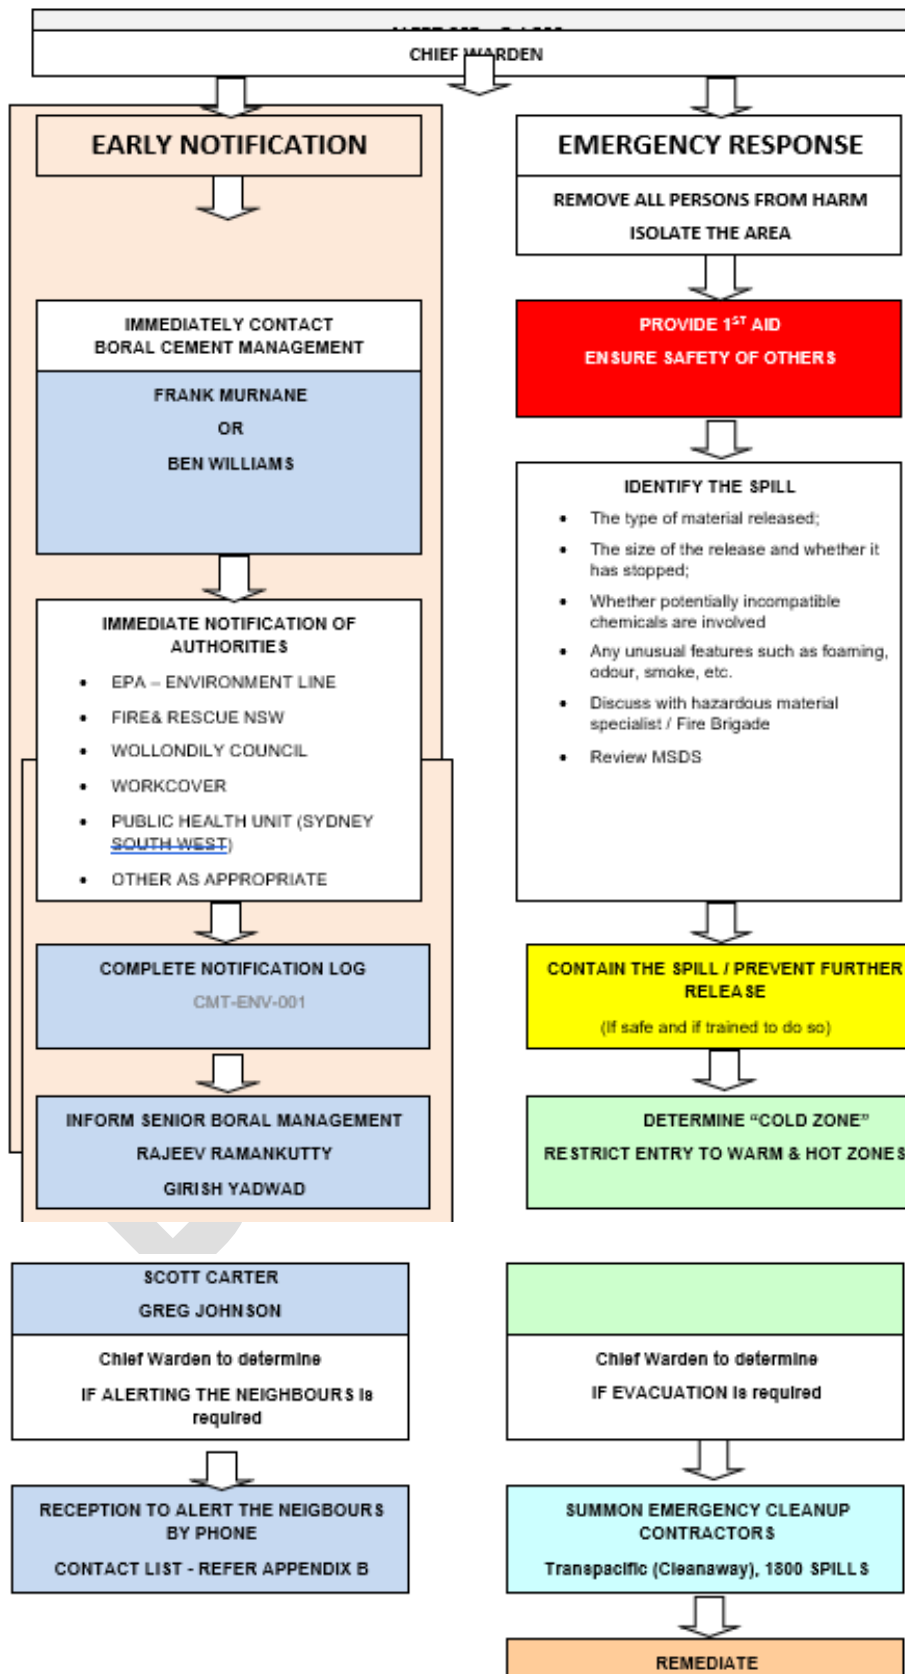 CHIEF WARDEN
EARLY NOTIFICATION
IMMEDIATELY CONTACT
BORAL CEMENT MANAGEMENT
FRANK MURNANE
OR
BEN WILLIAMS
IMMEDIATE NOTIFICATION OF
AUTHORITIES
• EPA – ENVIRONMENT LINE
• FIRE& RESCUE NSW
• WOLLONDILY COUNCIL
• WORKCOVER
• PUBLIC HEALTH UNIT (SYDNEY
SOUTH WEST)
• OTHER AS APPROPRIATE
COMPLETE NOTIFICATION LOG
CMT-ENV-001
INFORM SENIOR BORAL MANAGEMENT
RAJEEV RAMANKUTTY
GIRISH YADWAD
SCOTT CARTER
GREG JOHNSON
Chief Warden to determine
IF ALERTING THE NEIGHBOURS is
required
RECEPTION TO ALERT THE NEIGBOURS
BY PHONE
CONTACT LIST - REFER APPENDIX B
EMERGENCY RESPONSE
REMOVE ALL PERSONS FROM HARM
ISOLATE THE AREA
PROVIDE 1ST AID
ENSURE SAFETY OF OTHERS
IDENTIFY THE SPILL
• The type of material released;
• The size of the release and whether it
has stopped;
• Whether potentially incompatible
chemicals are involved
• Any unusual features such as foaming,
odour, smoke, etc.
• Discuss with hazardous material
specialist / Fire Brigade
• Review MSDS
CONTAIN THE SPILL / PREVENT FURTHER
RELEASE
(If safe and if trained to do so)
DETERMINE “COLD ZONE”
RESTRICT ENTRY TO WARM & HOT ZONES
Chief Warden to determine
IF EVACUATION is required
SUMMON EMERGENCY CLEANUP
CONTRACTORS
Transpacific (Cleanaway), 1800 SPILLS
REMEDIATE